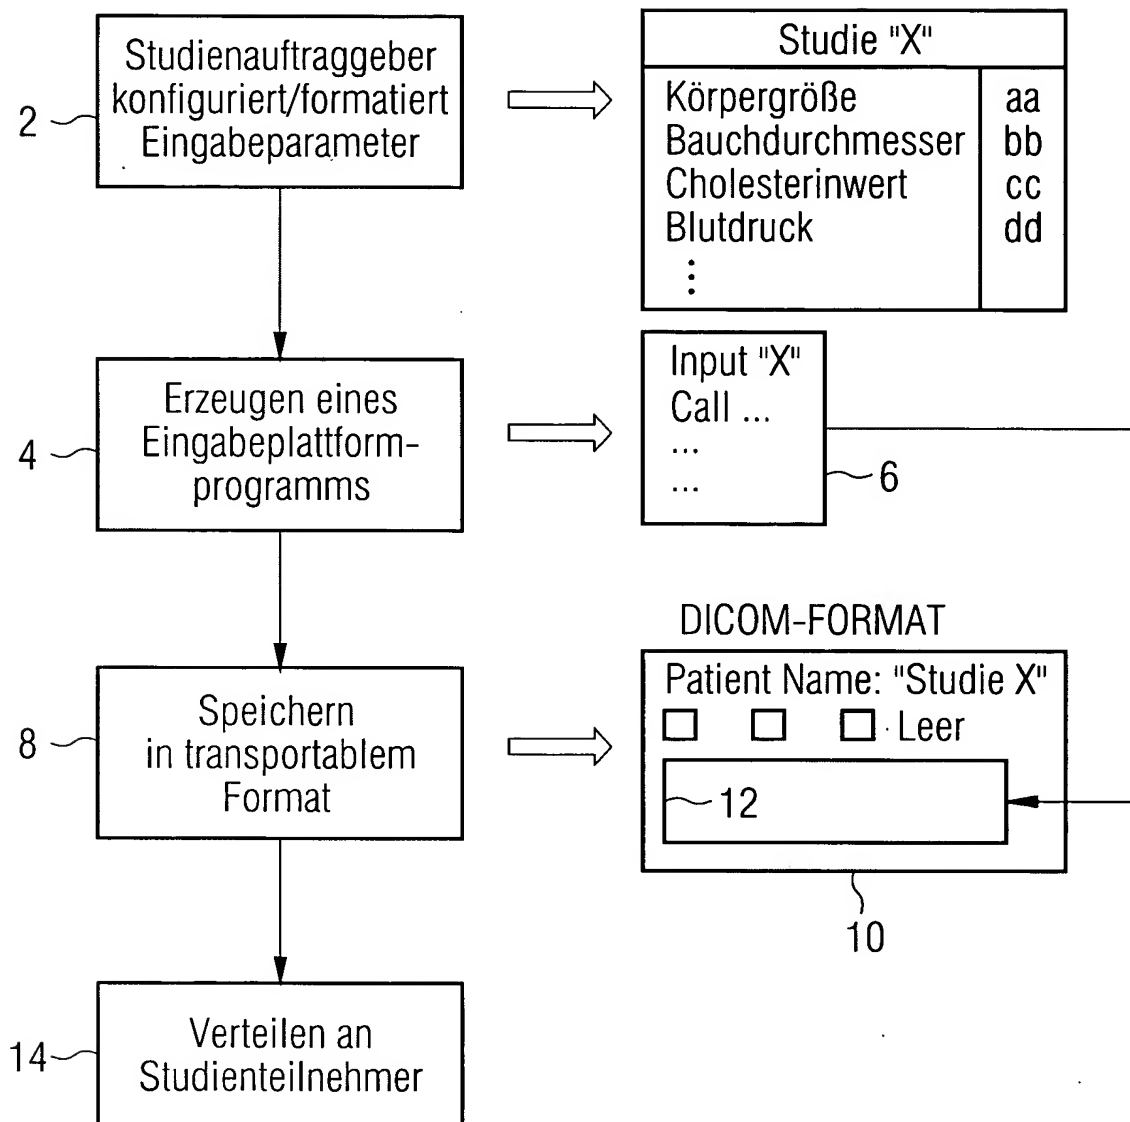 Studienauftraggeber
konfiguriert/formatiert
Eingabeparameter
2
Studie "X"
Körpergröße aa
Bauchdurchmesser bb
Cholesterinwert cc
Blutdruck dd
⋮
Erzeugen eines
Eingabeplattform-
programms
4
Input "X"
Call ...
...
...
6
Speichern
in transportablem
Format
8
DICOM-FORMAT
Patient Name: "Studie X"
Leer
12
10
Verteilen an
Studienteilnehmer
14